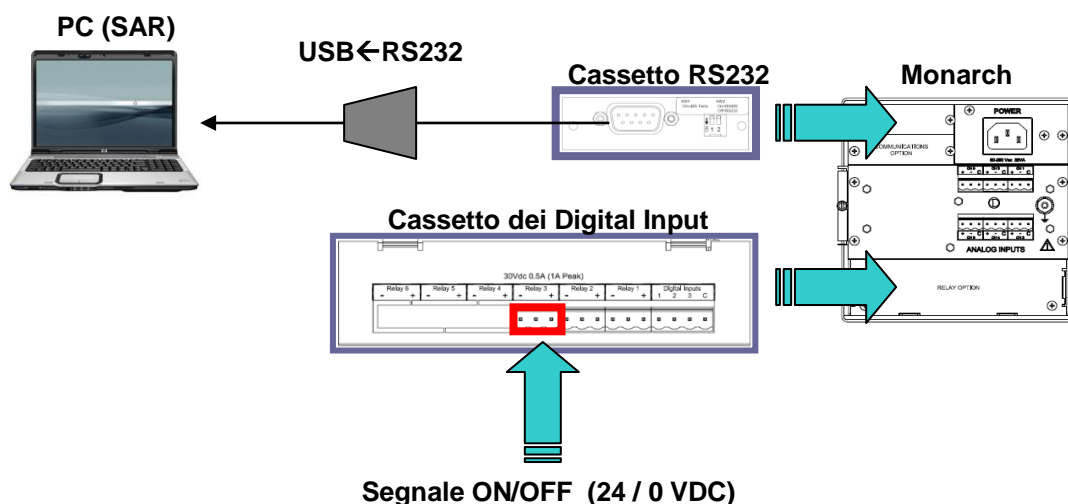 PC (SAR)
USB←RS232
Cassetto RS232
Monarch
POWER
COMMUNICATIONS
OPTION
1 2
ANALOG INPUTS
RELAY OPTION
Cassetto dei Digital Input
30Vdc 0.5A (1A Peak)
Relay 6 Relay 5 Relay 4 Relay 3 Relay 2 Relay 1 Digital Inputs
- + - + - + - + - + - + 1 2 3 C
Segnale ON/OFF (24 / 0 VDC)